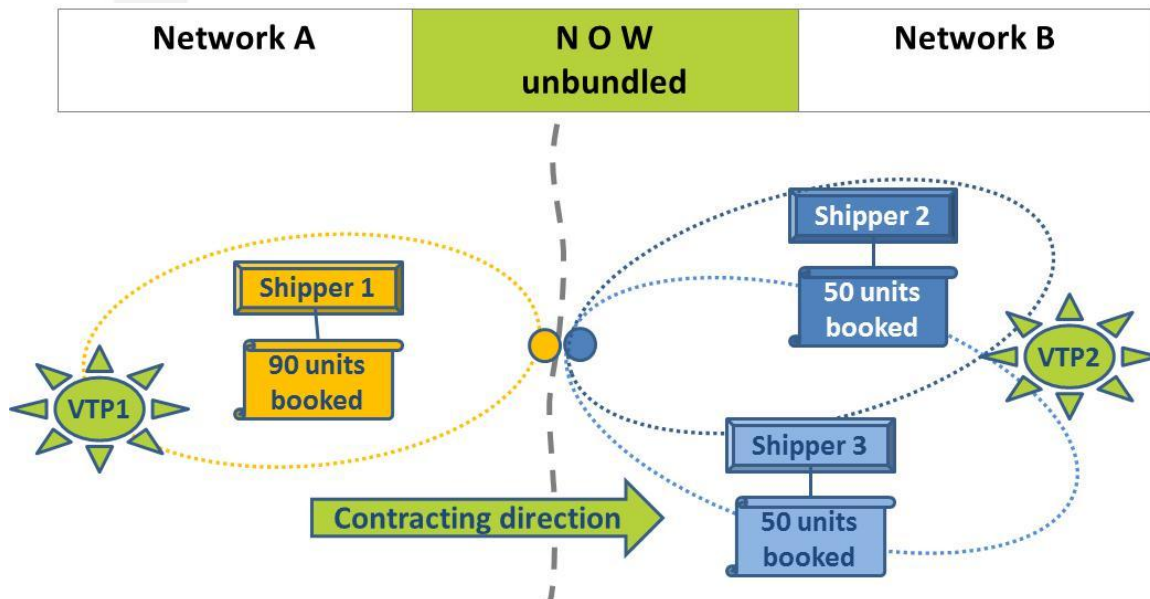 Network A
N O W
unbundled
Network B
Shipper 2
50 units
booked
Shipper 1
90 units
booked
VTP1
VTP2
Shipper 3
50 units
booked
Contracting direction